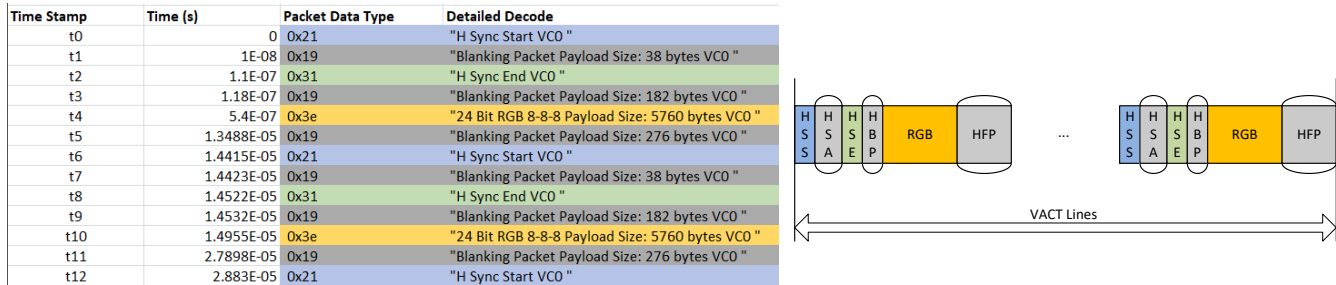 Time Stamp Time (s) Packet Data Type Detailed Decode
t0 0 0x21 "H Sync Start VC0 "
t1 1E-08 0x19 "Blanking Packet Payload Size: 38 bytes VC0 "
t2 1.1E-07 0x31 "H Sync End VC0 "
t3 1.18E-07 0x19 "Blanking Packet Payload Size: 182 bytes VC0 "
t4 5.4E-07 0x3e "24 Bit RGB 8-8-8 Payload Size: 5760 bytes VC0 "
t5 1.3488E-05 0x19 "Blanking Packet Payload Size: 276 bytes VC0 "
t6 1.4415E-05 0x21 "H Sync Start VC0 "
t7 1.4423E-05 0x19 "Blanking Packet Payload Size: 38 bytes VC0 "
t8 1.4522E-05 0x31 "H Sync End VC0 "
t9 1.4532E-05 0x19 "Blanking Packet Payload Size: 182 bytes VC0 "
t10 1.4955E-05 0x3e "24 Bit RGB 8-8-8 Payload Size: 5760 bytes VC0 "
t11 2.7898E-05 0x19 "Blanking Packet Payload Size: 276 bytes VC0 "
t12 2.883E-05 0x21 "H Sync Start VC0 "
HSS HSA HSE HBP RGB HFP ... HSS HSA HSE HBP RGB HFP
VACT Lines